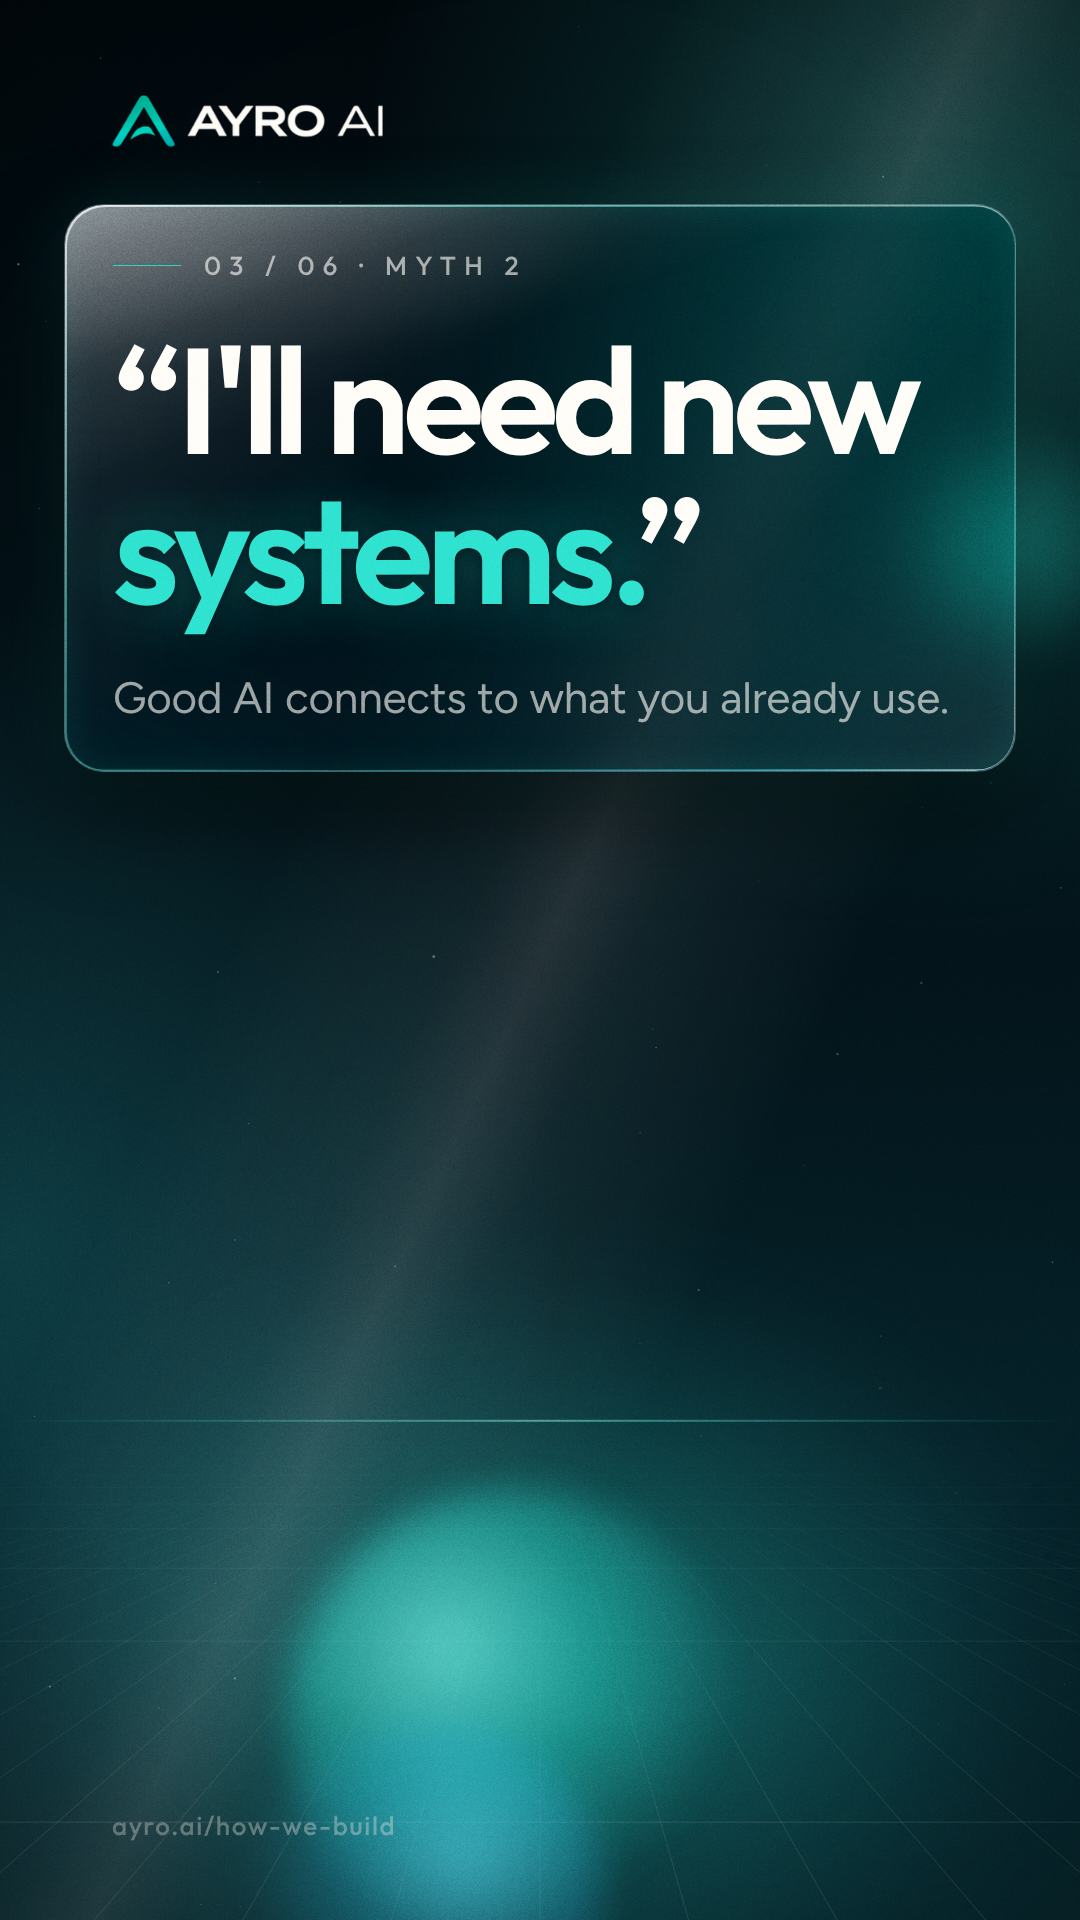 AYRO AI
03 / 06 · MYTH 2
“I'll need new
systems.”
Good AI connects to what you already use.
ayro.ai/how-we-build